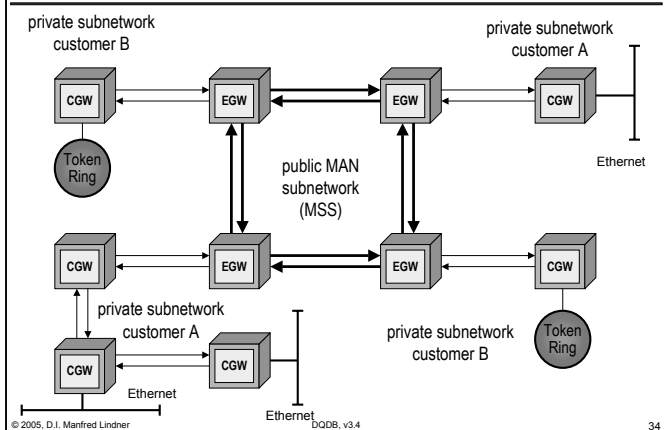 private subnetwork
customer B
private subnetwork
customer A
CGW
EGW
EGW
CGW
Token
Ring
Ethernet
public MAN
subnetwork
(MSS)
CGW
EGW
EGW
CGW
private subnetwork
customer A
private subnetwork
customer B
Token
Ring
CGW
CGW
Ethernet
Ethernet
© 2005, D.I. Manfred Lindner
DQDB, v3.4
34